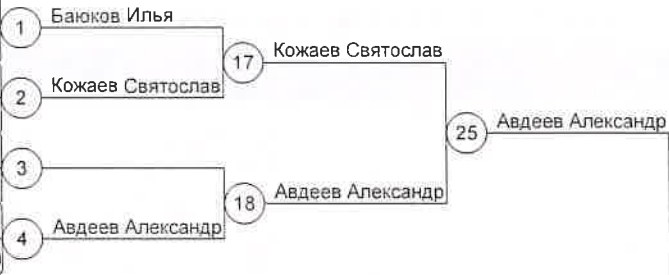 1 Баюков Илья
17 Кожаев Святослав
2 Кожаев Святослав
25 Авдеев Александр
3
18 Авдеев Александр
4 Авдеев Александр